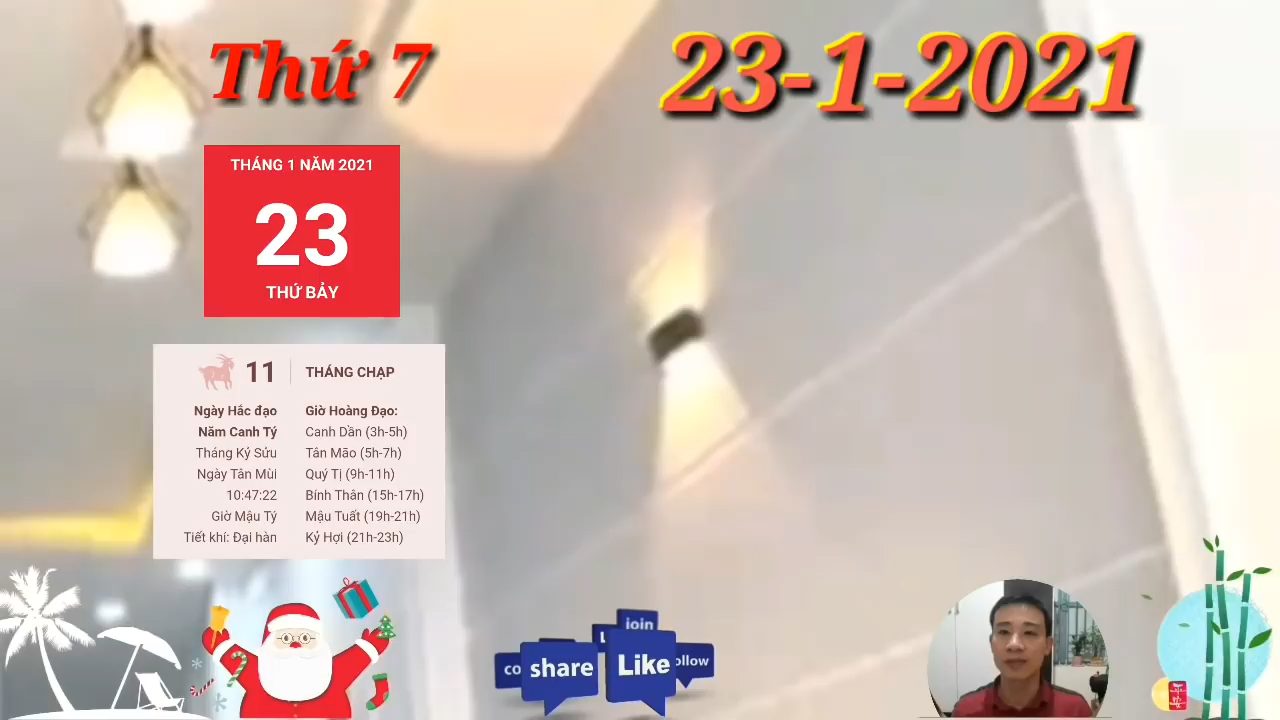 Thứ 7
23-1-2021
THÁNG 1 NĂM 2021
23
THỨ BẢY
11
THÁNG CHẠP
Ngày Hắc đạo
Năm Canh Tý
Tháng Kỷ Sửu
Ngày Tân Mùi
10:47:22
Giờ Mậu Tý
Tiết khí: Đại hàn
Giờ Hoàng Đạo:
Canh Dần (3h-5h)
Tân Mão (5h-7h)
Quý Tị (9h-11h)
Bính Thân (15h-17h)
Mậu Tuất (19h-21h)
Kỷ Hợi (21h-23h)
join
co
share
Like
ollow